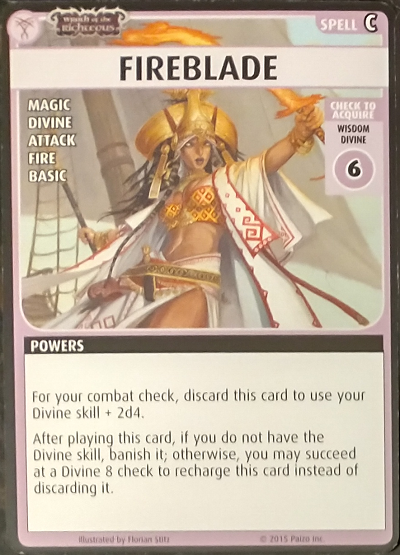 Wrath of the
Righteous
SPELL C
FIREBLADE
MAGIC
DIVINE
ATTACK
FIRE
BASIC
CHECK TO
ACQUIRE
WISDOM
DIVINE
6
POWERS
For your combat check, discard this card to use your
Divine skill + 2d4.
After playing this card, if you do not have the
Divine skill, banish it; otherwise, you may succeed
at a Divine 8 check to recharge this card instead of
discarding it.
Illustrated by Florian Stitz
© 2015 Paizo Inc.